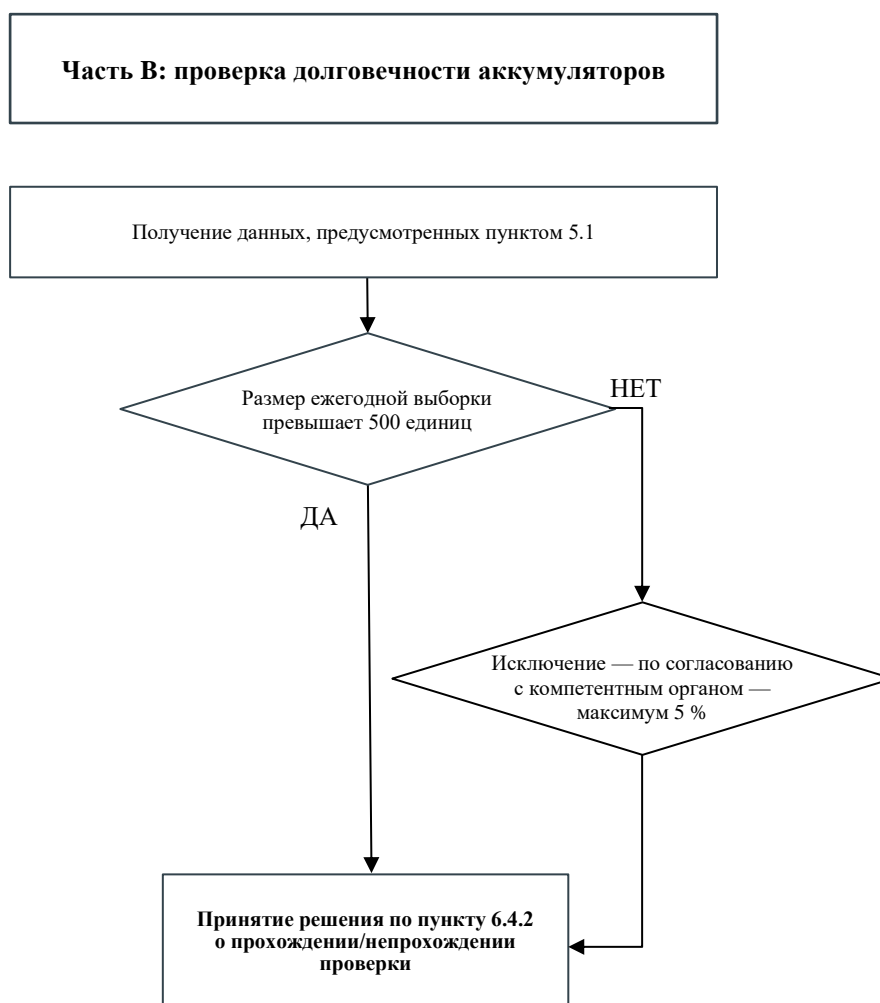 Часть B: проверка долговечности аккумуляторов
Получение данных, предусмотренных пунктом 5.1
Размер ежегодной выборки
превышает 500 единиц
НЕТ
ДА
Исключение — по согласованию
с компетентным органом —
максимум 5 %
Принятие решения по пункту 6.4.2
о прохождении/непрохождении
проверки